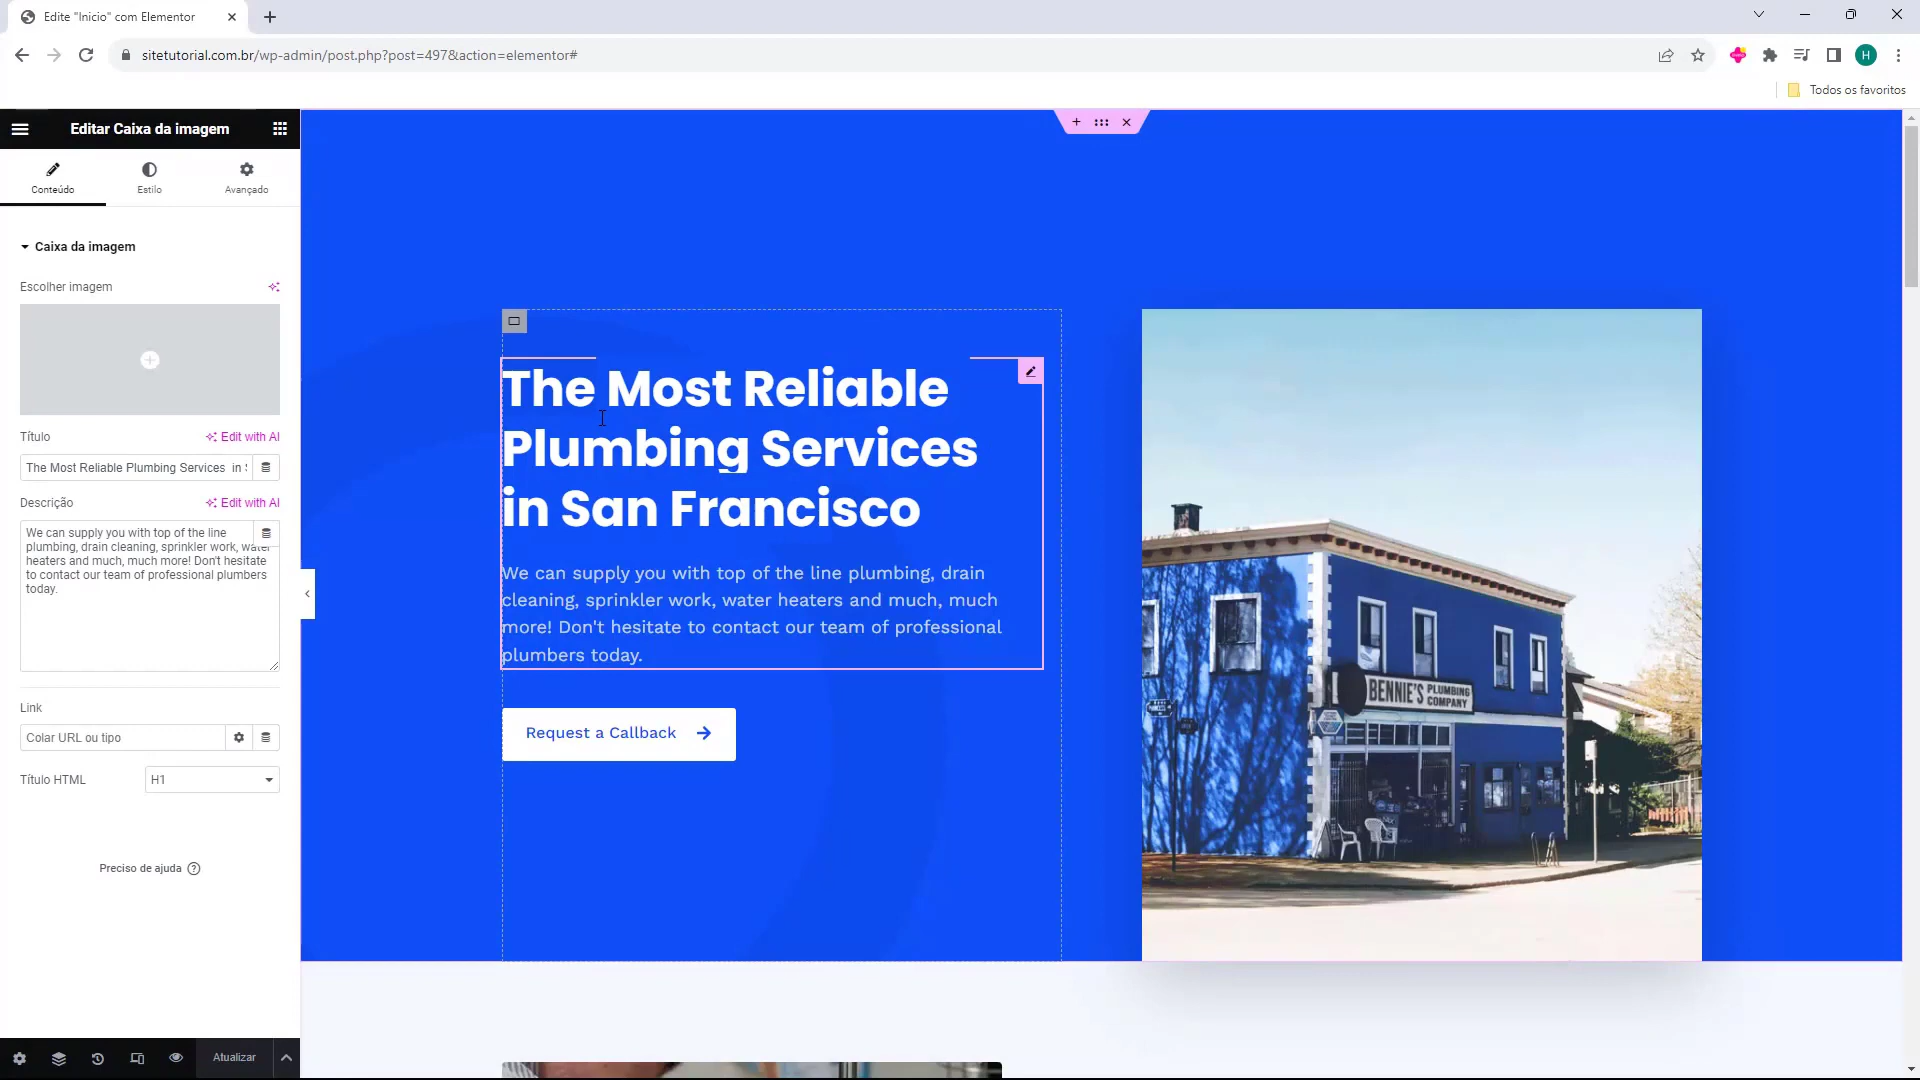 Edite "Inicio" com Elementor
sitetutorial.com.br/wp-admin/post.php?post=497&action=elementor#
H
Todos os favoritos
Editar Caixa da imagem
Conteúdo
Estilo
Avançado
Caixa da imagem
Escolher imagem
Título
Edit with AI
The Most Reliable Plumbing Services in
Descrição
Edit with AI
We can supply you with top of the line
plumbing, drain cleaning, sprinkler work, water
heaters and much, much more! Don't hesitate
to contact our team of professional plumbers
today.
Link
Colar URL ou tipo
Título HTML
H1
Preciso de ajuda
Atualizar
The Most Reliable
Plumbing Services
in San Francisco
We can supply you with top of the line plumbing, drain
cleaning, sprinkler work, water heaters and much, much
more! Don't hesitate to contact our team of professional
plumbers today.
Request a Callback
BENNIE'S PLUMBING
COMPANY